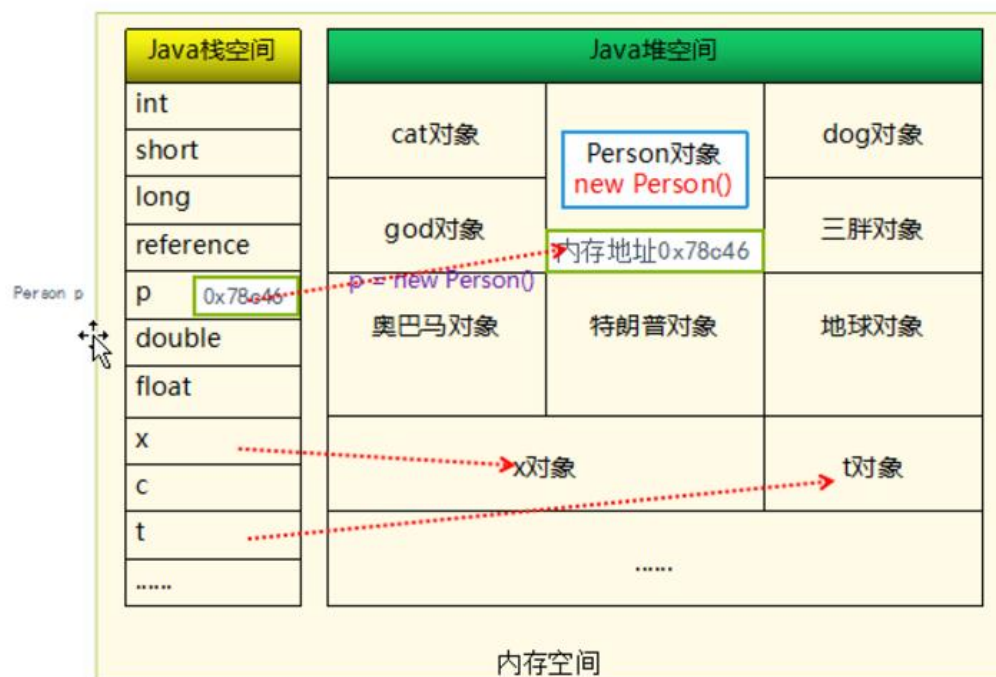 Java栈空间
Java堆空间
int
short
long
reference
Person p
p
0x78c46
double
float
x
c
t
......
cat对象
Person对象
new Person()
dog对象
god对象
内存地址0x78c46
三胖对象
p = new Person()
奥巴马对象
特朗普对象
地球对象
x对象
t对象
......
内存空间